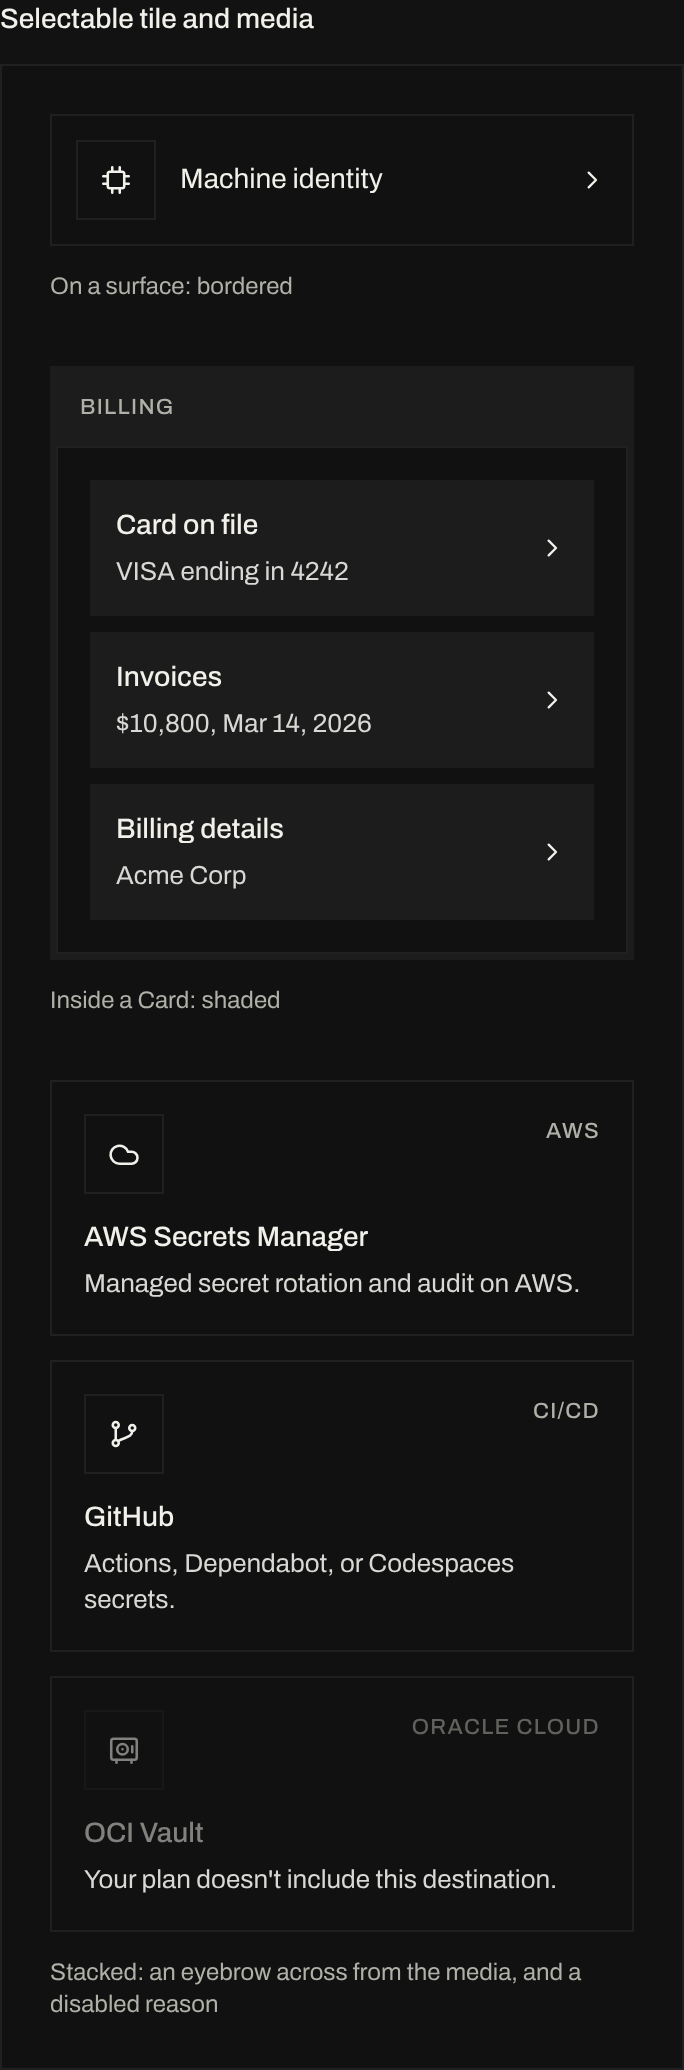 Selectable tile and media
Machine identity
On a surface: bordered
BILLING
Card on file
VISA ending in 4242
Invoices
$10,800, Mar 14, 2026
Billing details
Acme Corp
Inside a Card: shaded
AWS
AWS Secrets Manager
Managed secret rotation and audit on AWS.
CI/CD
GitHub
Actions, Dependabot, or Codespaces
secrets.
ORACLE CLOUD
OCI Vault
Your plan doesn't include this destination.
Stacked: an eyebrow across from the media, and a
disabled reason